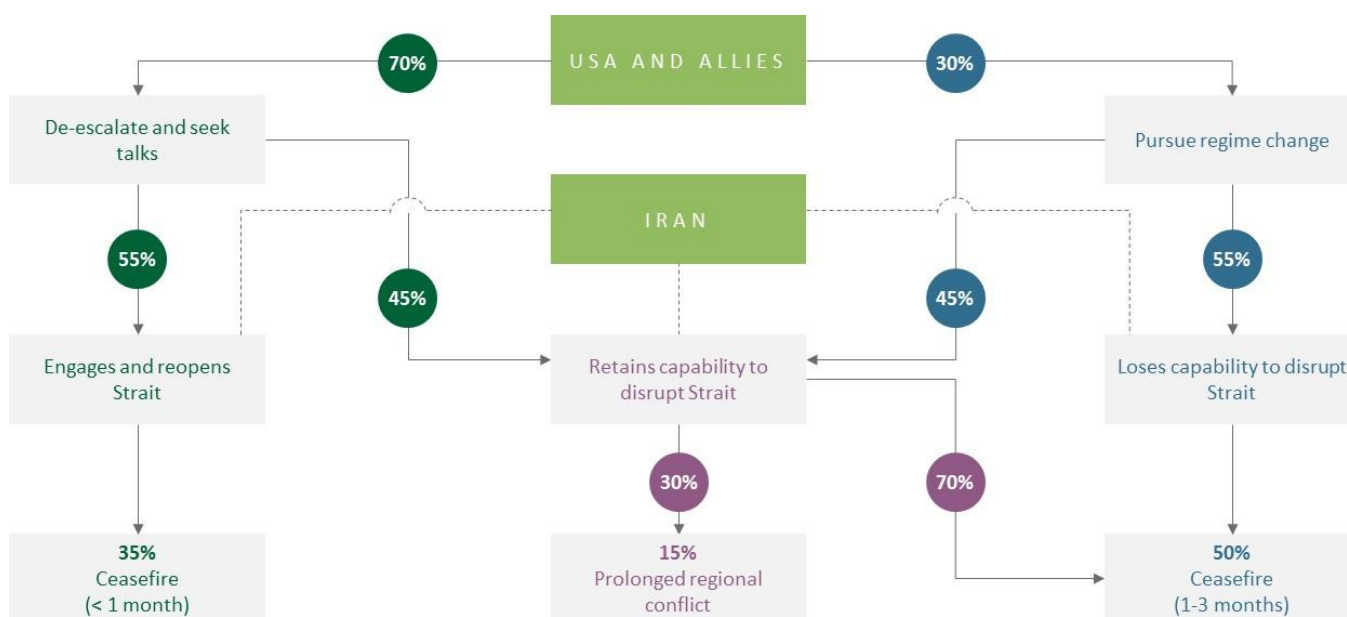 USA AND ALLIES
70%
30%
De-escalate and seek
talks
Pursue regime change
IRAN
55%
45%
45%
55%
Engages and reopens
Strait
Retains capability to
disrupt Strait
Loses capability to disrupt
Strait
30%
70%
35%
Ceasefire
(< 1 month)
15%
Prolonged regional
conflict
50%
Ceasefire
(1-3 months)